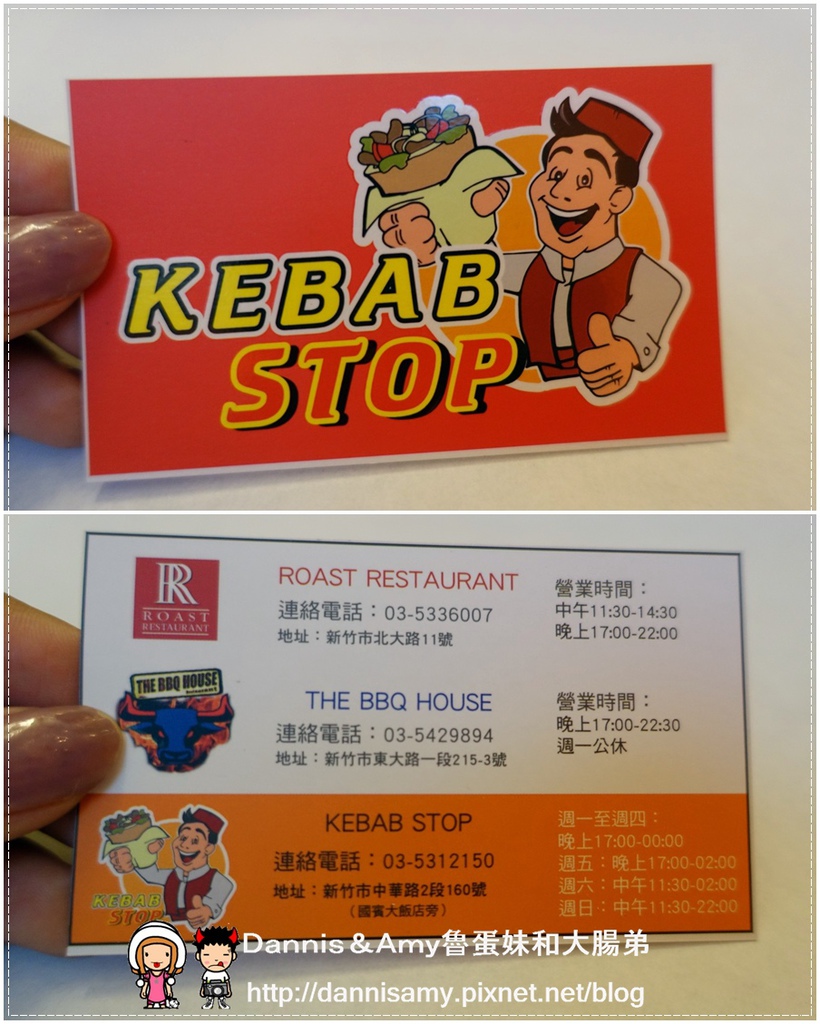 KEBAB
STOP
R
ROAST
RESTAURANT
ROAST RESTAURANT
連絡電話：03-5336007
地址：新竹市北大路11號
營業時間：
中午11:30-14:30
晚上17:00-22:00
THE BBQ HOUSE
Restaurant
THE BBQ HOUSE
連絡電話：03-5429894
地址：新竹市東大路一段215-3號
營業時間：
晚上17:00-22:30
週一公休
KEBAB
STOP
KEBAB STOP
連絡電話：03-5312150
地址：新竹市中華路2段160號
（國賓大飯店旁）
週一至週四：
晚上17:00-00:00
週五：晚上17:00-02:00
週六：中午11:30-02:00
週日：中午11:30-22:00
Dannis＆Amy魯蛋妹和大腸弟
http://dannisamy.pixnet.net/blog